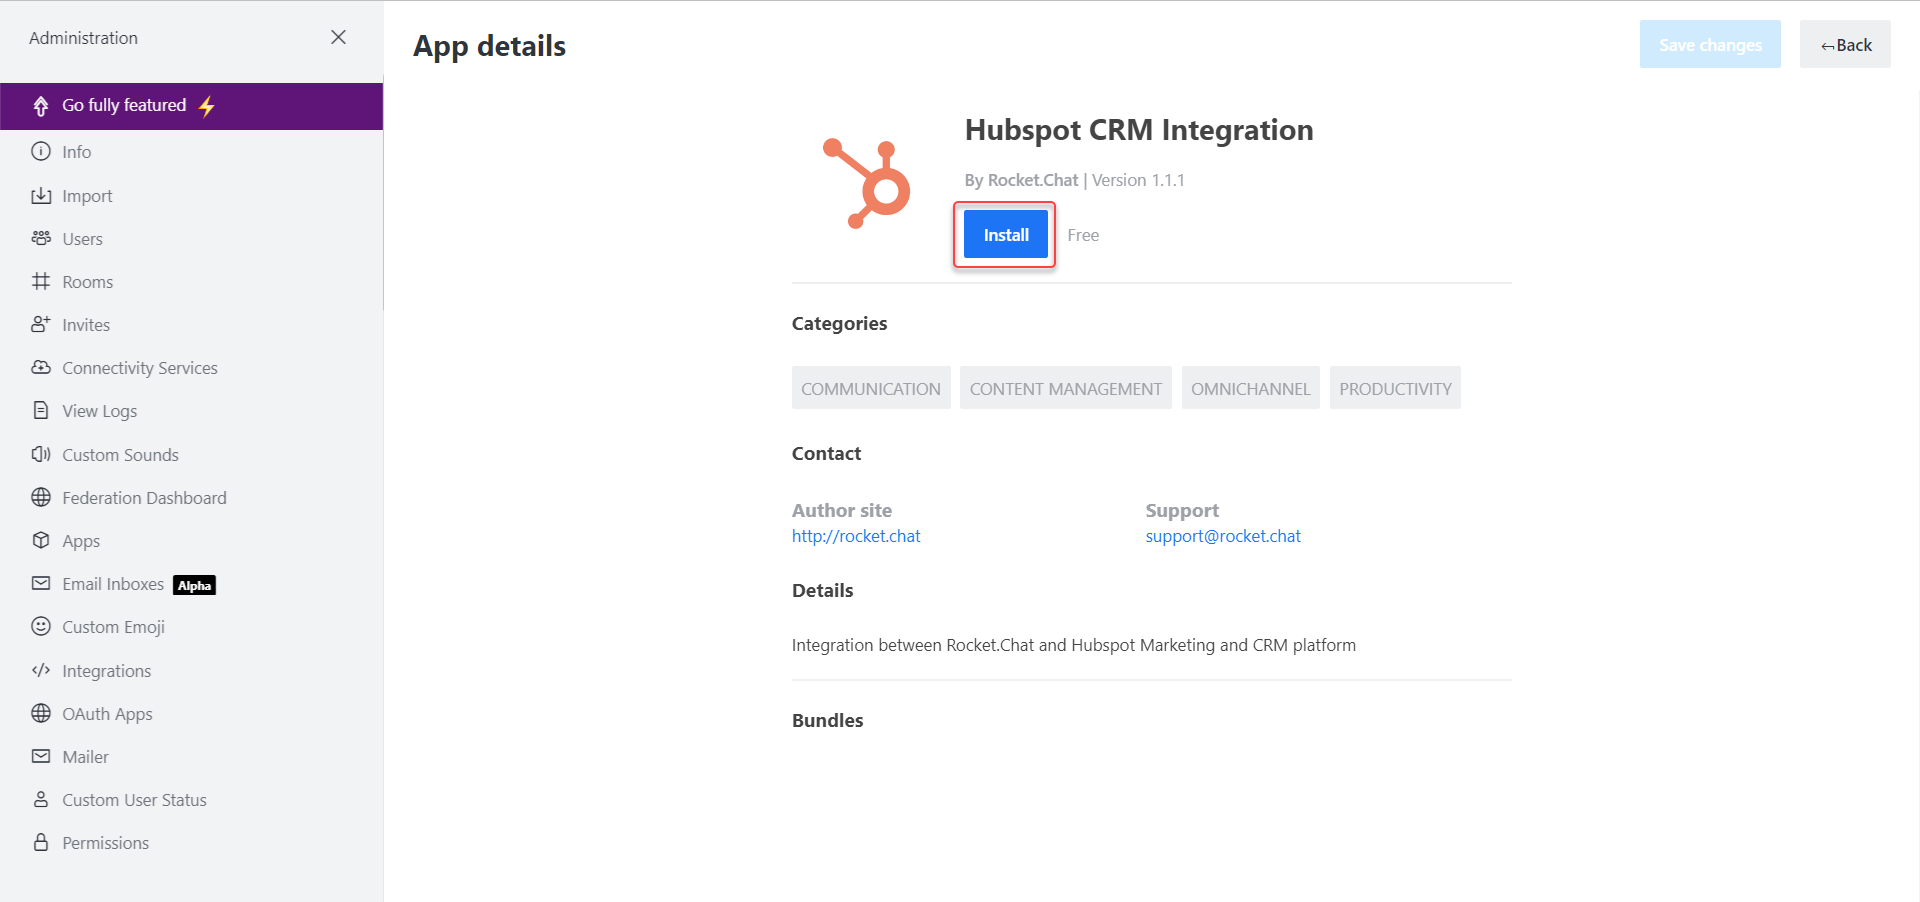 Administration
Go fully featured
Info
Import
Users
Rooms
Invites
Connectivity Services
View Logs
Custom Sounds
Federation Dashboard
Apps
Email Inboxes Alpha
Custom Emoji
Integrations
OAuth Apps
Mailer
Custom User Status
Permissions
App details
Save changes
Back
Hubspot CRM Integration
By Rocket.Chat | Version 1.1.1
Install Free
Categories
COMMUNICATION CONTENT MANAGEMENT OMNICHANNEL PRODUCTIVITY
Contact
Author site
http://rocket.chat
Support
support@rocket.chat
Details
Integration between Rocket.Chat and Hubspot Marketing and CRM platform
Bundles